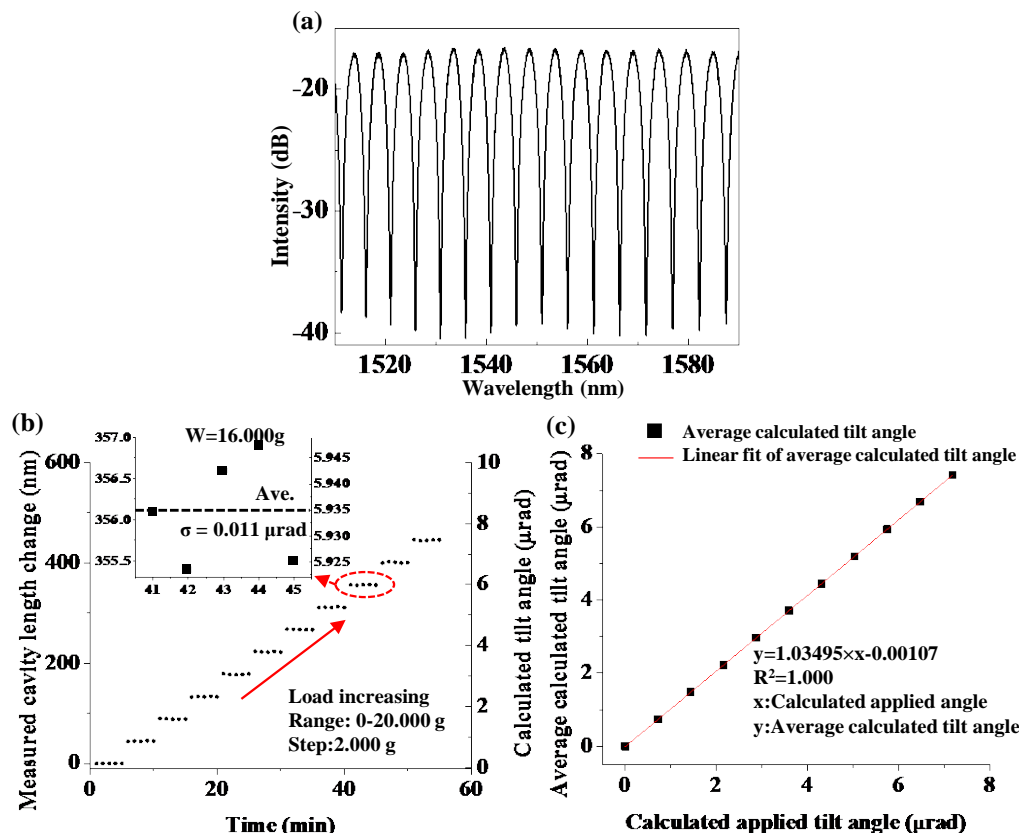 (a)
Intensity (dB)
-20
-30
-40
1520
1540
1560
1580
Wavelength (nm)
(b)
Measured cavity length change (nm)
600
400
200
0
0
20
40
60
Time (min)
10
8
6
4
2
0
Calculated tilt angle (μrad)
W=16.000g
357.0
356.5
356.0
355.5
5.945
5.940
5.935
5.930
5.925
Ave.
σ = 0.011 μrad
41
42
43
44
45
Load increasing
Range: 0-20.000 g
Step:2.000 g
(c)
Average calculated tilt angle
Linear fit of average calculated tilt angle
Average calculated tilt angle (μrad)
8
6
4
2
0
y=1.03495×x-0.00107
R²=1.000
x:Calculated applied angle
y:Average calculated tilt angle
0
2
4
6
8
Calculated applied tilt angle (μrad)